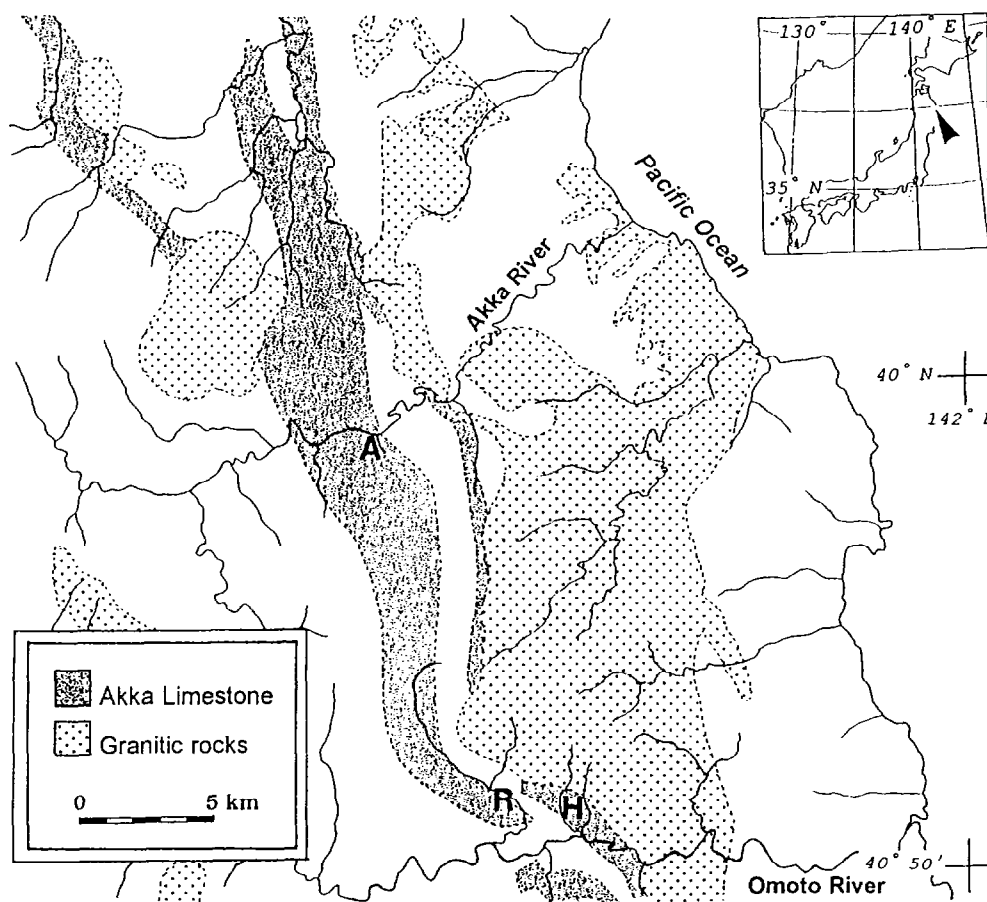 130°
140° E
35° N
Pacific Ocean
Akka River
40° N
142° E
A
Akka Limestone
Granitic rocks
0 5 km
R
H
40° 50'
Omoto River